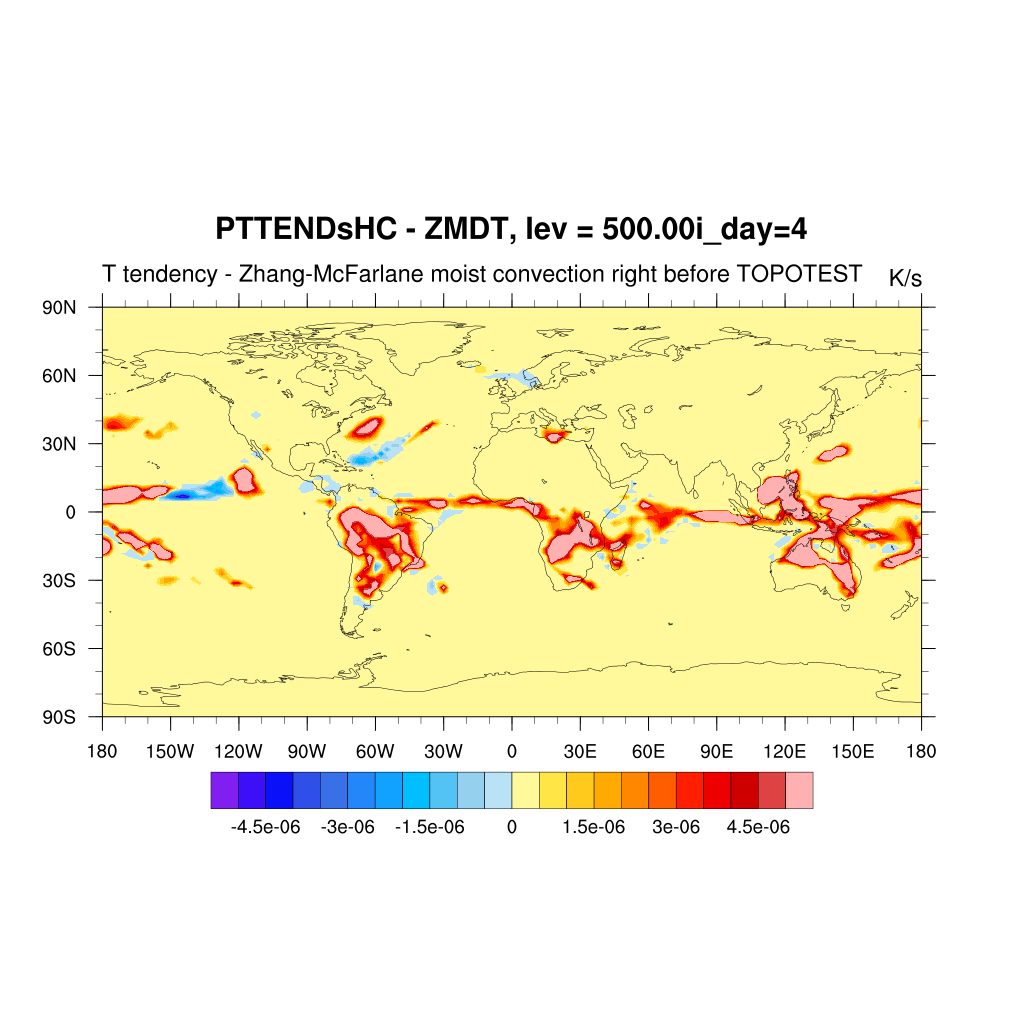 PTTENDsHC - ZMDT, lev = 500.00i_day=4
T tendency - Zhang-McFarlane moist convection right before TOPOTEST K/s
90N
60N
30N
0
30S
60S
90S
180 150W 120W 90W 60W 30W 0 30E 60E 90E 120E 150E 180
-4.5e-06 -3e-06 -1.5e-06 0 1.5e-06 3e-06 4.5e-06